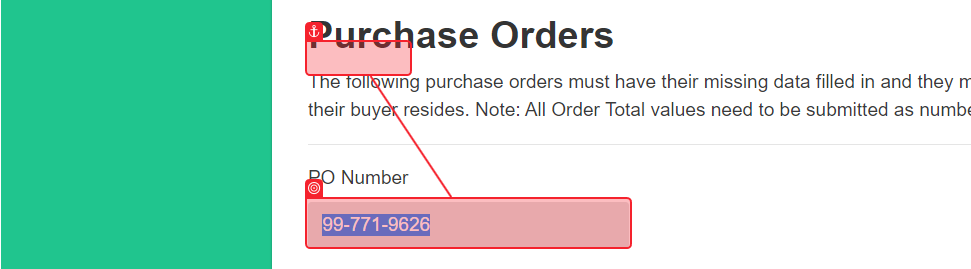 Purchase Orders
The following purchase orders must have their missing data filled in and they m
their buyer resides. Note: All Order Total values need to be submitted as numbe
PO Number
99-771-9626